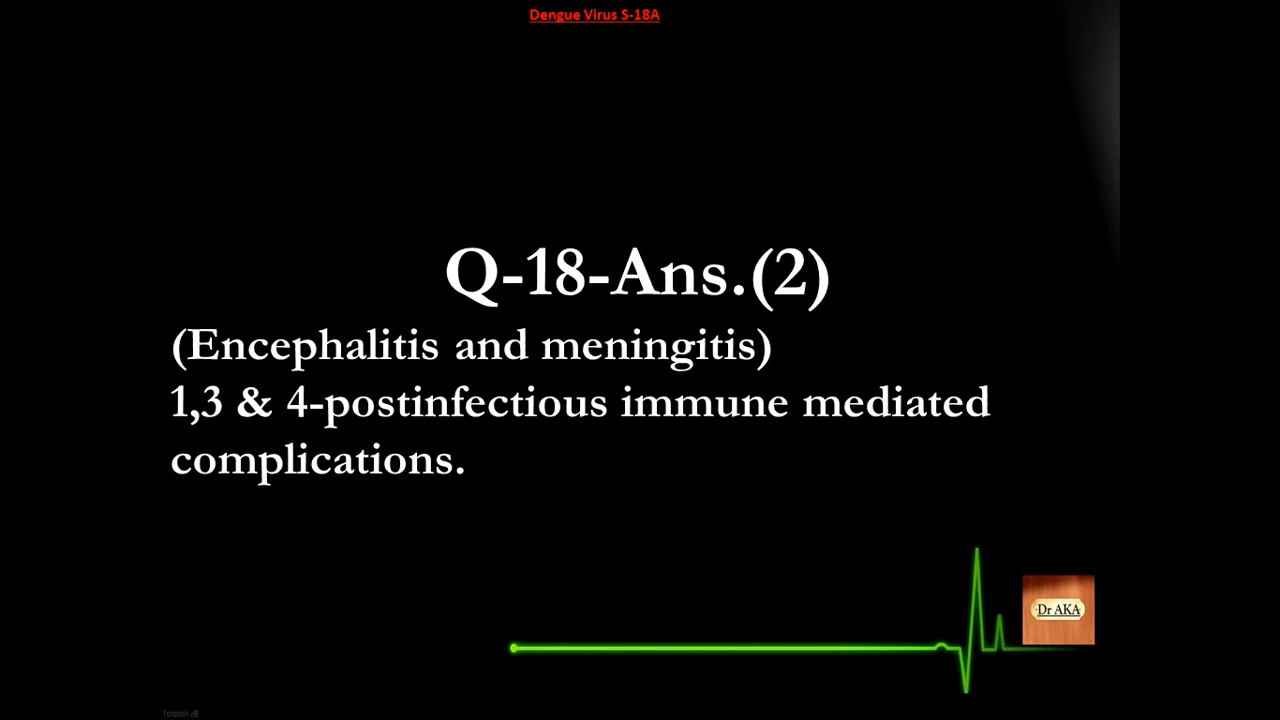 Dengue Virus S-18A
Q-18-Ans.(2)
(Encephalitis and meningitis)
1,3 & 4-postinfectious immune mediated
complications.
Dr AKA